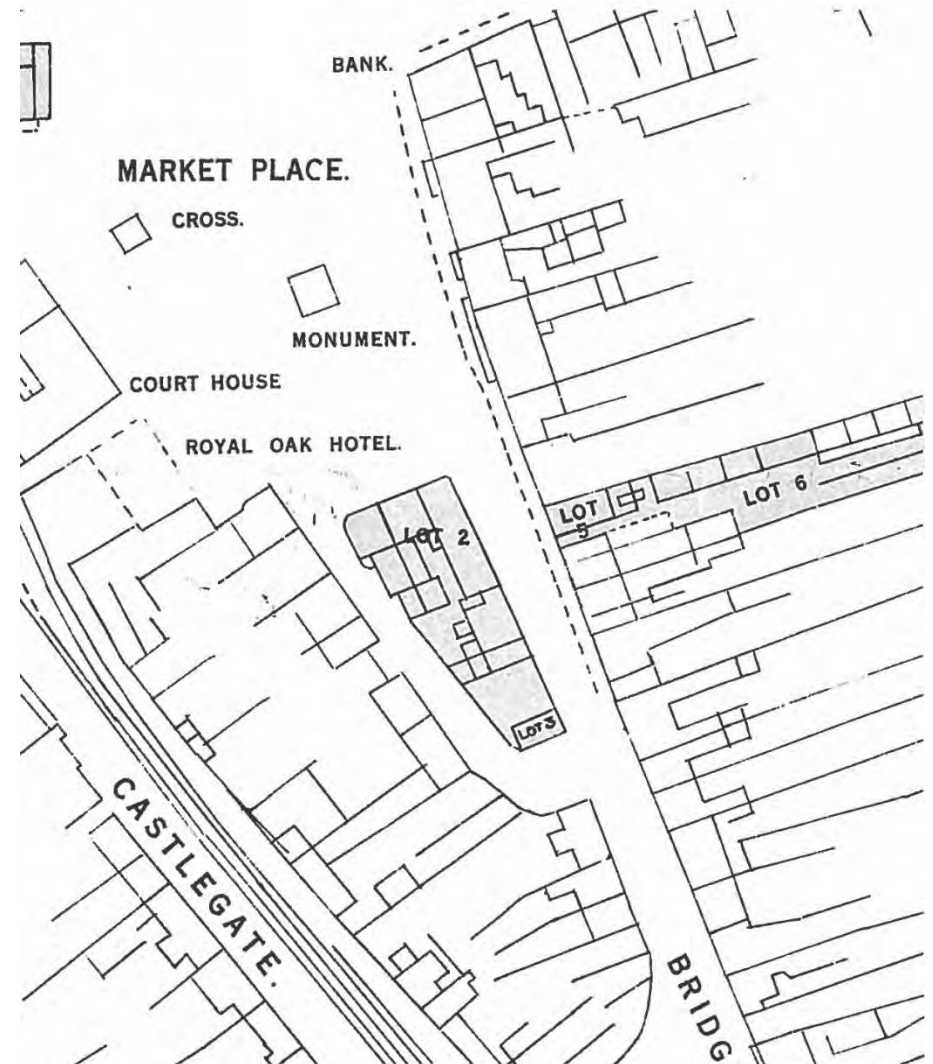 BANK.
MARKET PLACE.
CROSS.
MONUMENT.
COURT HOUSE
ROYAL OAK HOTEL.
LOT 2
LOT
5
LOT 6
LOT 3
CASTLEGATE.
BRIDG